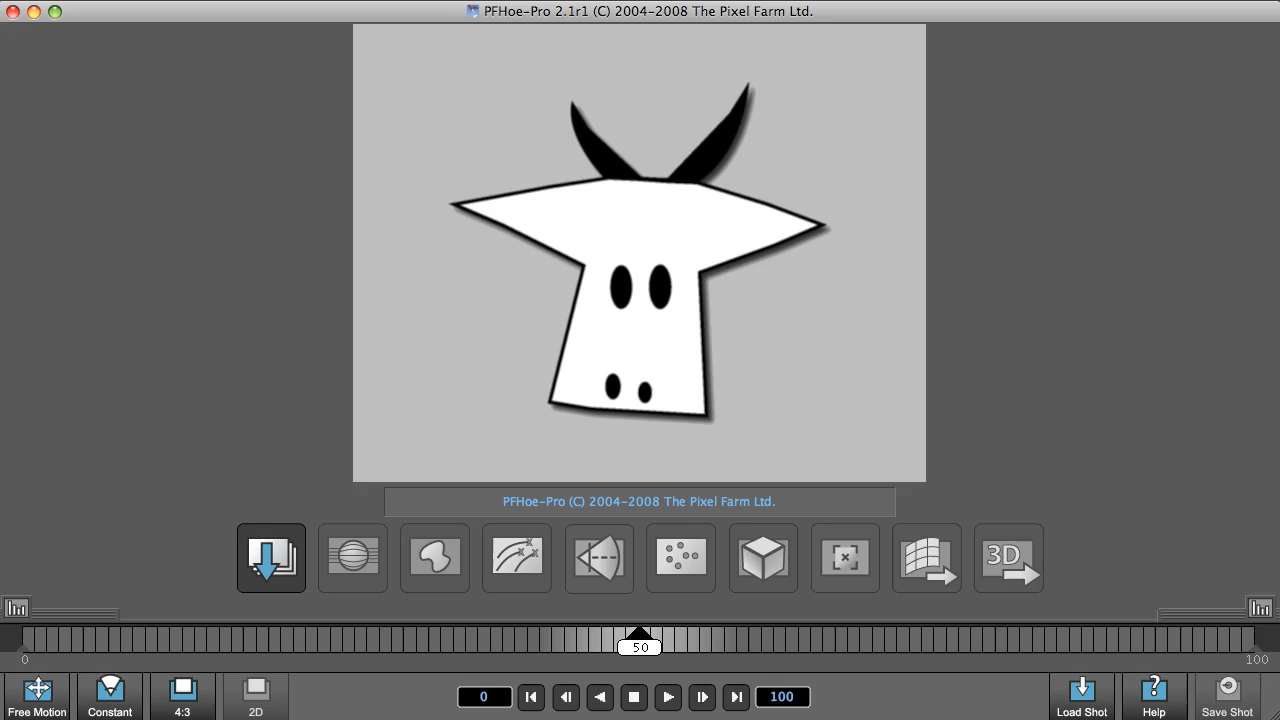 PFHoe-Pro 2.1r1 (C) 2004-2008 The Pixel Farm Ltd.
PFHoe-Pro (C) 2004-2008 The Pixel Farm Ltd.
3D
50
0
100
0
100
Free Motion
Constant
4:3
2D
Load Shot
Help
Save Shot